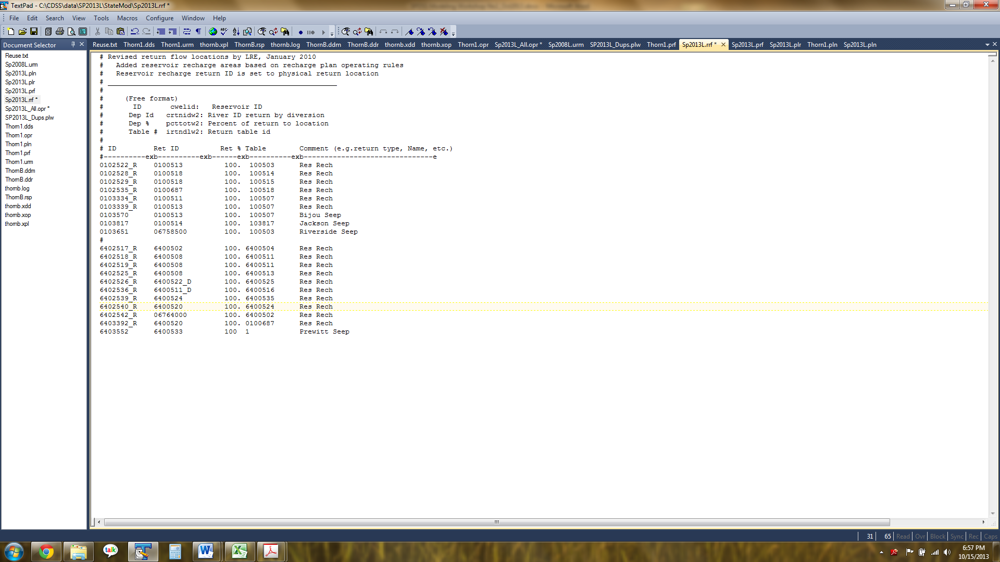 TextPad - C:\CDSS\data\SP2013L\StateMod\Sp2013L.rrf *
File Edit Search View Tools Macros Configure Window Help
Document Selector
Reuse.txt Thorn1.dds Thorn1.urm thornb.xpl ThornB.rsp thornb.log ThornB.ddm ThornB.ddr thornb.xdd thornb.xop Thorn1.opr Sp2013L_All.opr * Sp2008L.urm SP2013L_Dups.plw Thorn1.prf Sp2013L.rrf * Sp2013L.prf Sp2013L.plr Thorn1.pln Sp2013L.pln
Reuse.txt
Sp2008L.urm
Sp2013L.pln
Sp2013L.plr
Sp2013L.prf
Sp2013L.rrf *
Sp2013L_All.opr *
SP2013L_Dups.plw
Thorn1.dds
Thorn1.opr
Thorn1.pln
Thorn1.prf
Thorn1.urm
ThornB.ddm
ThornB.ddr
thornb.log
ThornB.rsp
thornb.xdd
thornb.xop
thornb.xpl
# Revised return flow locations by LRE, January 2010
#   Added reservoir recharge areas based on recharge plan operating rules
#   Reservoir recharge return ID is set to physical return location
# _______________________________________________________
#
#     (Free format)
#       ID       cwelid:   Reservoir ID
#      Dep Id   crtnidw2: River ID return by diversion
#      Dep %    pcttotw2: Percent of return to location
#      Table #  irtndlw2: Return table id
#
# ID         Ret ID          Ret % Table        Comment (e.g.return type, Name, etc.)
#----------exb----------exb------exb----------exb-------------------------------e
0102522_R    0100513          100.  100503      Res Rech
0102528_R    0100518          100.  100514      Res Rech
0102529_R    0100518          100.  100515      Res Rech
0102535_R    0100687          100.  100518      Res Rech
0103334_R    0100511          100.  100507      Res Rech
0103339_R    0100513          100.  100507      Res Rech
0103570      0100513          100.  100507      Bijou Seep
0103817      0100514          100.  103817      Jackson Seep
0103651      06758500         100.  100503      Riverside Seep
#
6402517_R    6400502          100. 6400504      Res Rech
6402518_R    6400508          100. 6400511      Res Rech
6402519_R    6400508          100. 6400511      Res Rech
6402525_R    6400508          100. 6400513      Res Rech
6402526_R    6400522_D        100. 6400525      Res Rech
6402536_R    6400511_D        100. 6400516      Res Rech
6402539_R    6400524          100. 6400535      Res Rech
6402540_R    6400520          100. 6400524      Res Rech
6402542_R    06764000         100. 6400502      Res Rech
6403392_R    6400520          100. 0100687      Res Rech
6403552      6400533          100  1            Prewitt Seep
31 65 Read Ovr Block Sync Rec Caps
talk
6:57 PM
10/15/2013